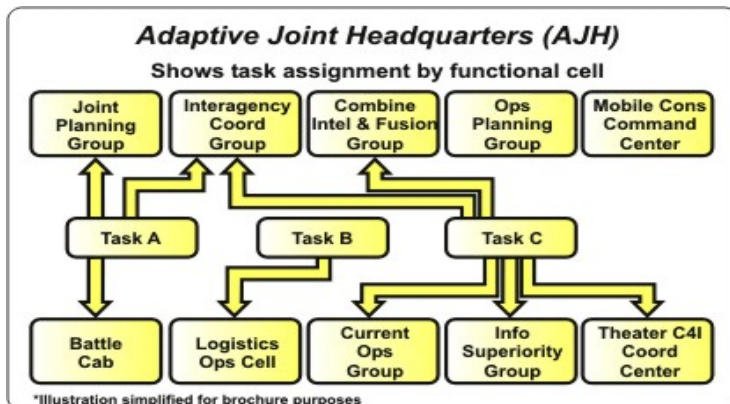 Adaptive Joint Headquarters (AJH)
Shows task assignment by functional cell
Joint
Planning
Group
Interagency
Coord
Group
Combine
Intel & Fusion
Group
Ops
Planning
Group
Mobile Cons
Command
Center
Task A
Task B
Task C
Battle
Cab
Logistics
Ops Cell
Current
Ops
Group
Info
Superiority
Group
Theater C4I
Coord
Center
*Illustration simplified for brochure purposes